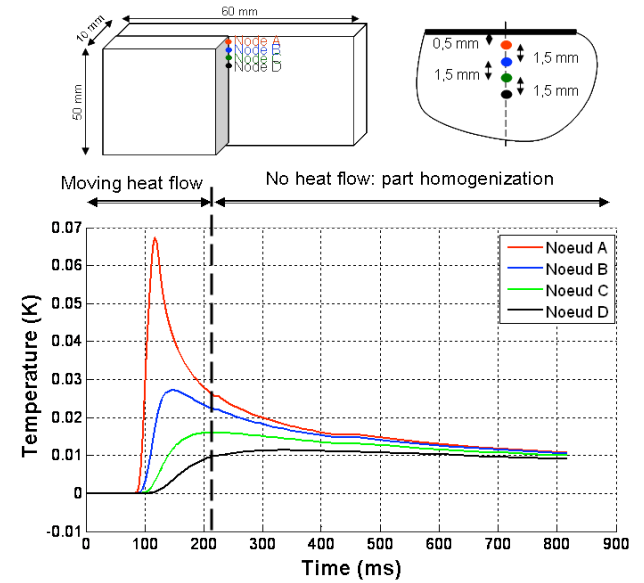 60 mm
10 mm
50 mm
Node A
Node B
Node C
Node D
0,5 mm
1,5 mm
1,5 mm
1,5 mm
Moving heat flow
No heat flow: part homogenization
Temperature (K)
0.07
0.06
0.05
0.04
0.03
0.02
0.01
0
-0.01
Noeud A
Noeud B
Noeud C
Noeud D
0 100 200 300 400 500 600 700 800 900
Time (ms)